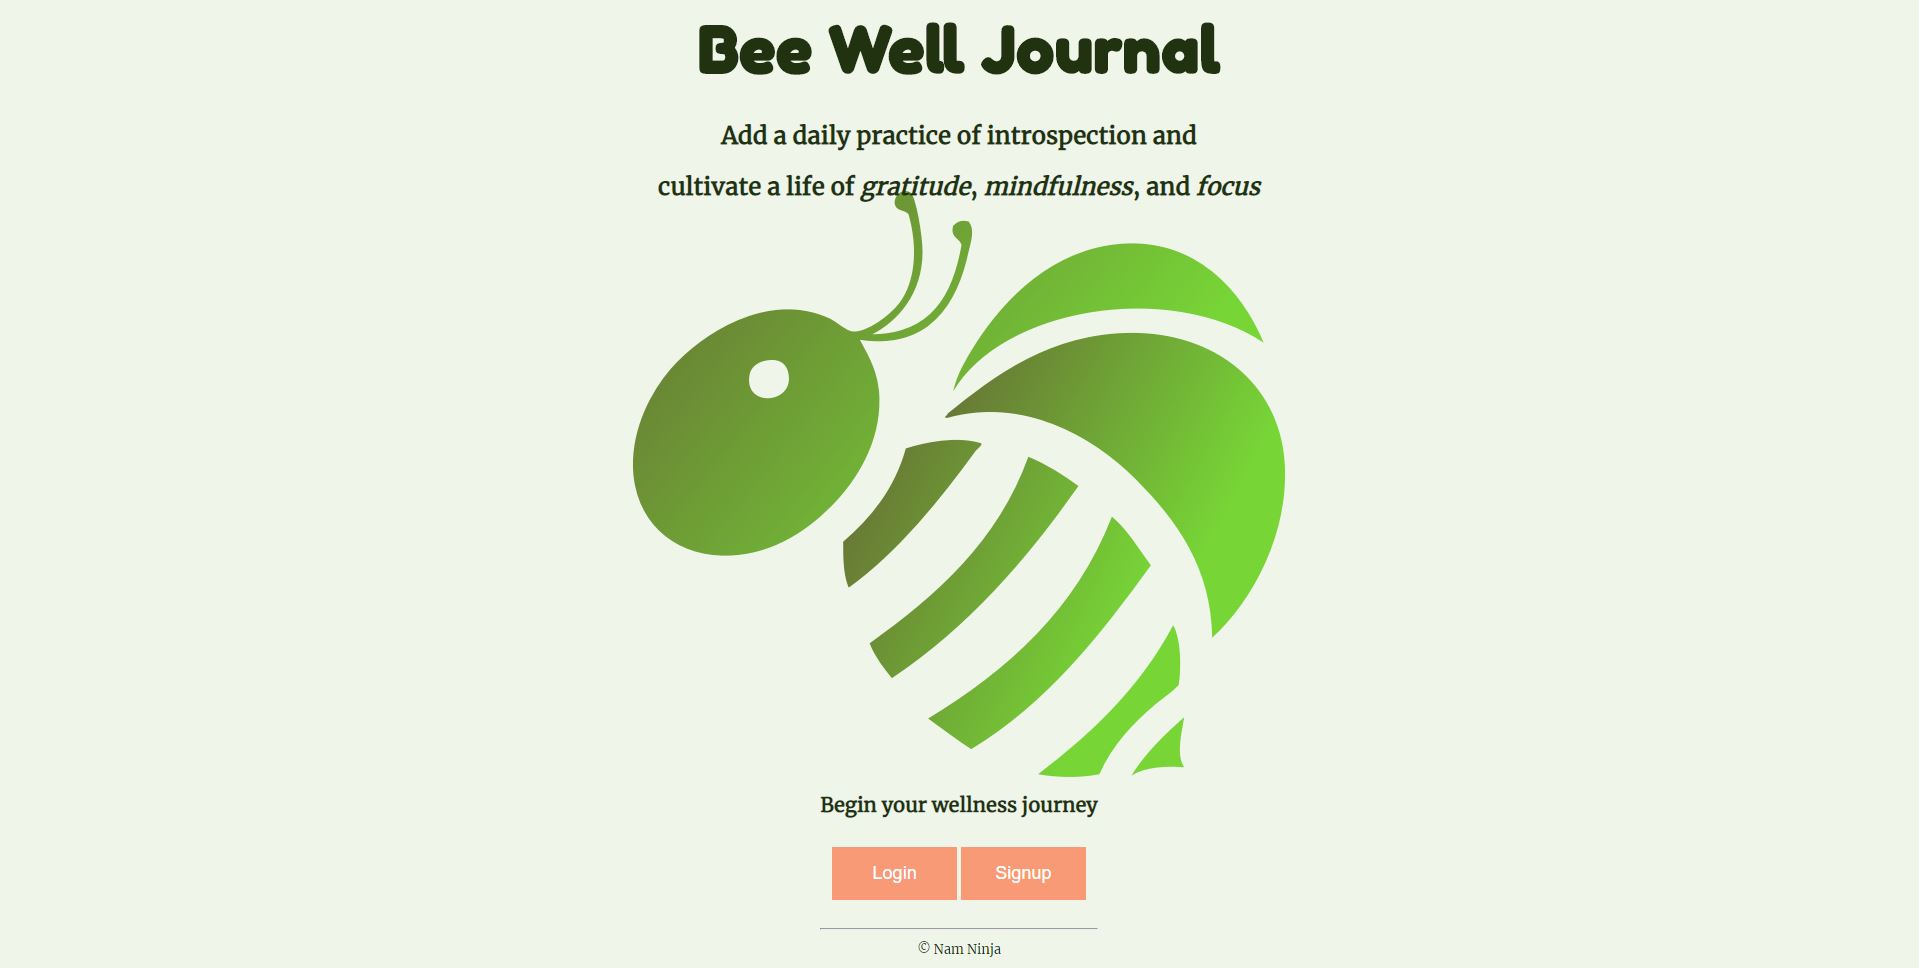 Bee Well Journal
Add a daily practice of introspection and
cultivate a life of gratitude, mindfulness, and focus
Begin your wellness journey
Login Signup
© Nam Ninja